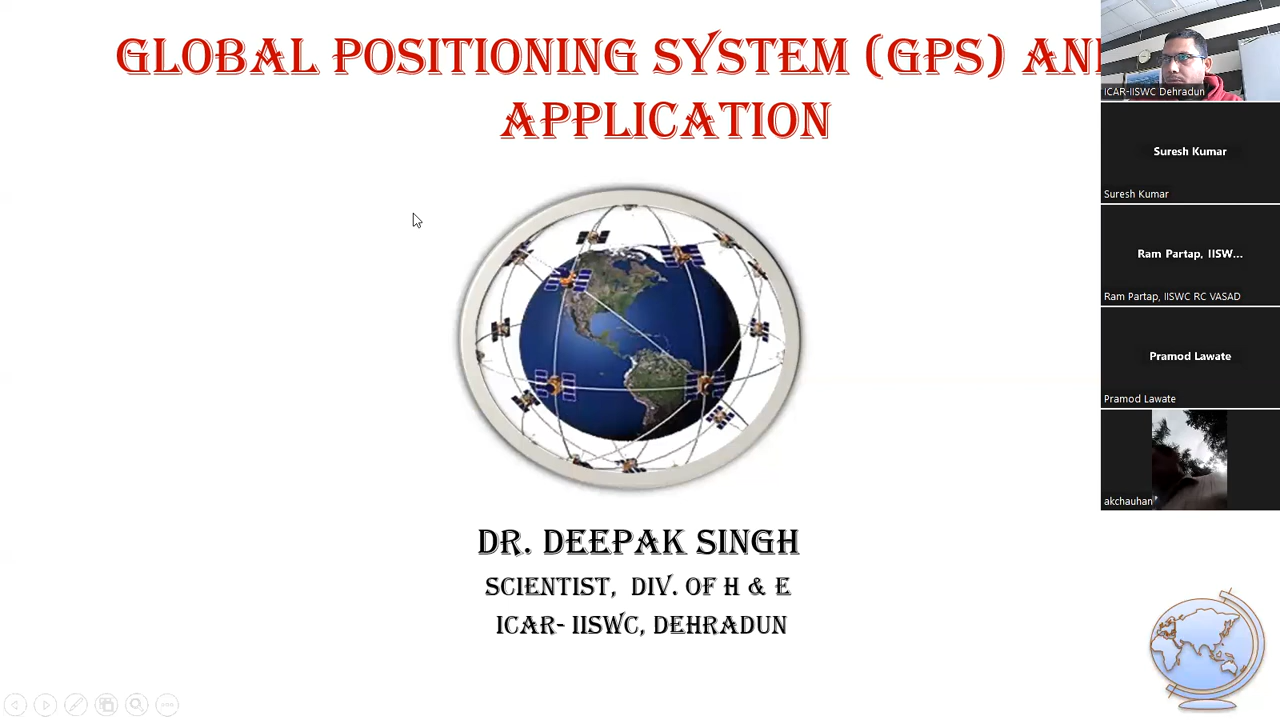 GLOBAL POSITIONING SYSTEM (GPS) AN
APPLICATION
DR. DEEPAK SINGH
SCIENTIST, DIV. OF H & E
ICAR- IISWC, DEHRADUN
ICAR-IISWC Dehradun
Suresh Kumar
Suresh Kumar
Ram Partap, IISW...
Ram Partap, IISWC RC VASAD
Pramod Lawate
Pramod Lawate
akchauhan